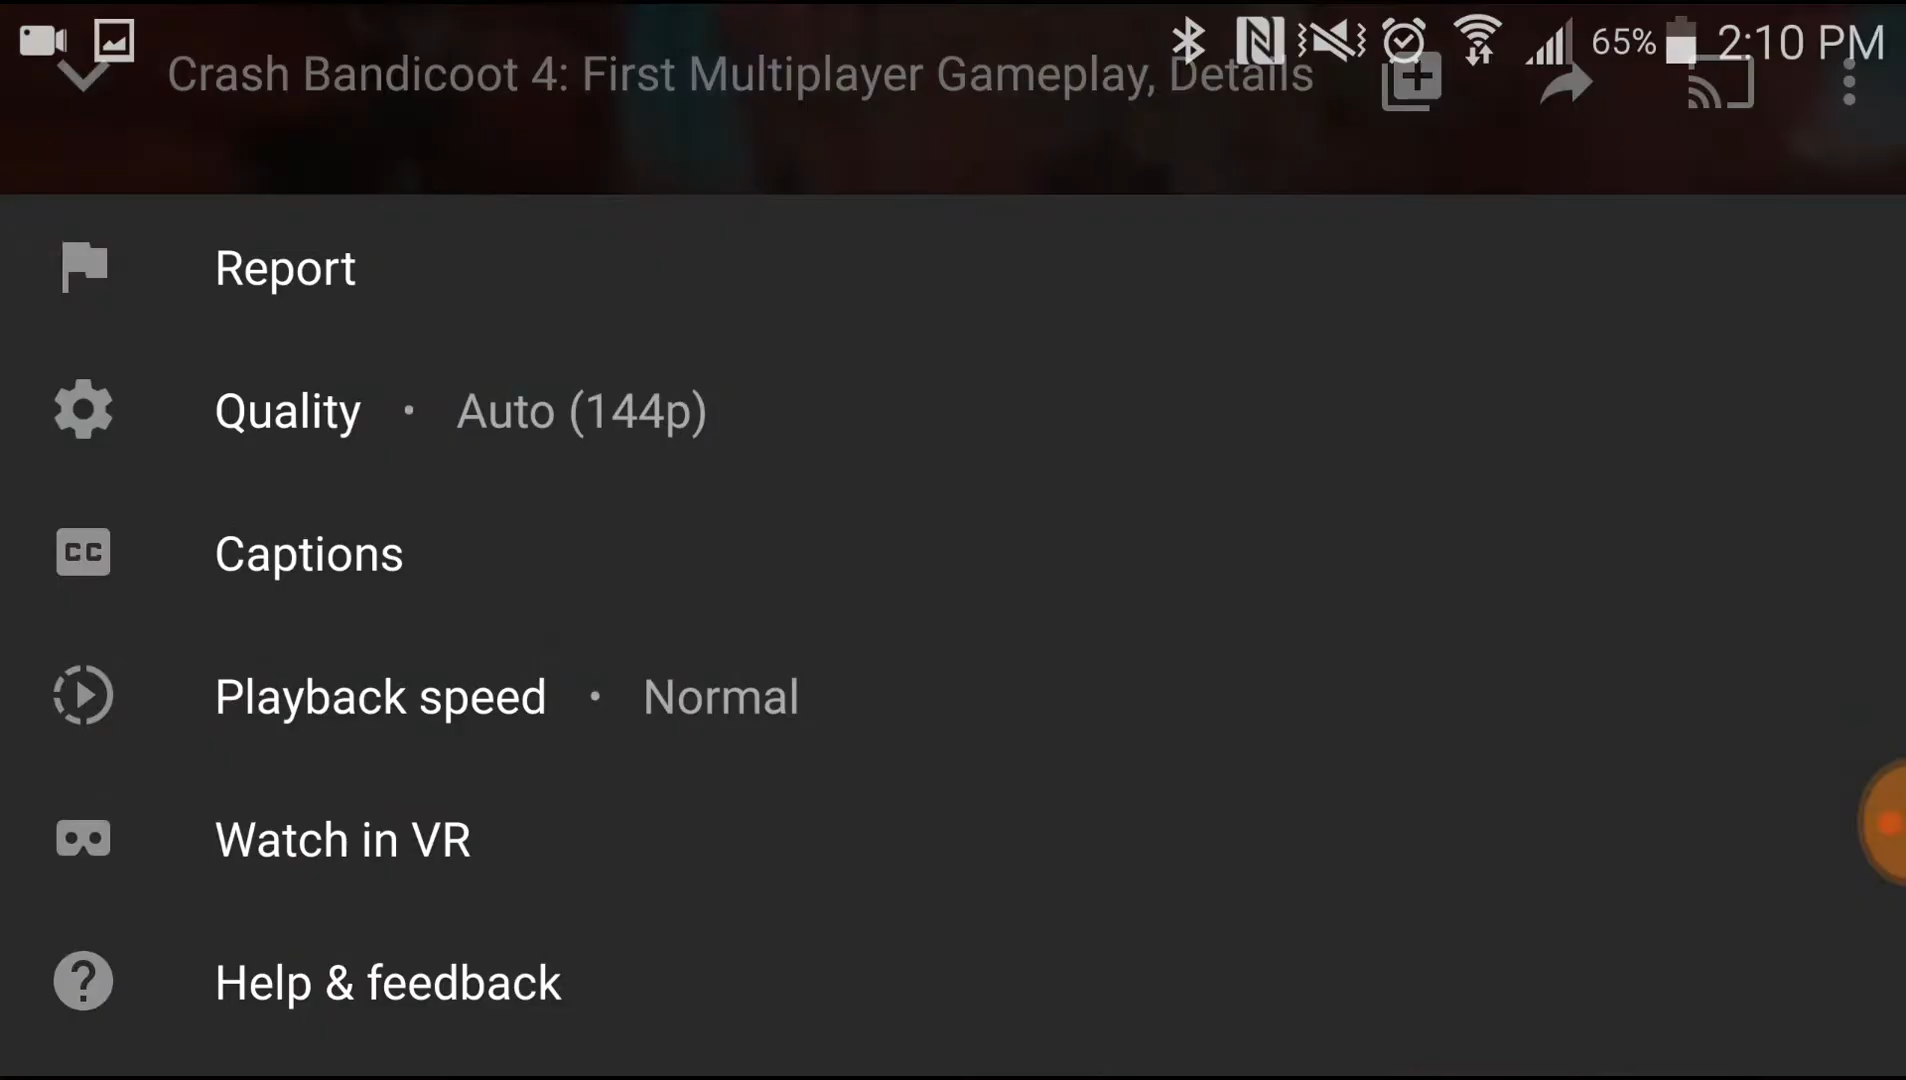 65% 2:10 PM
Crash Bandicoot 4: First Multiplayer Gameplay, Details
Report
Quality • Auto (144p)
CC Captions
Playback speed • Normal
Watch in VR
? Help & feedback